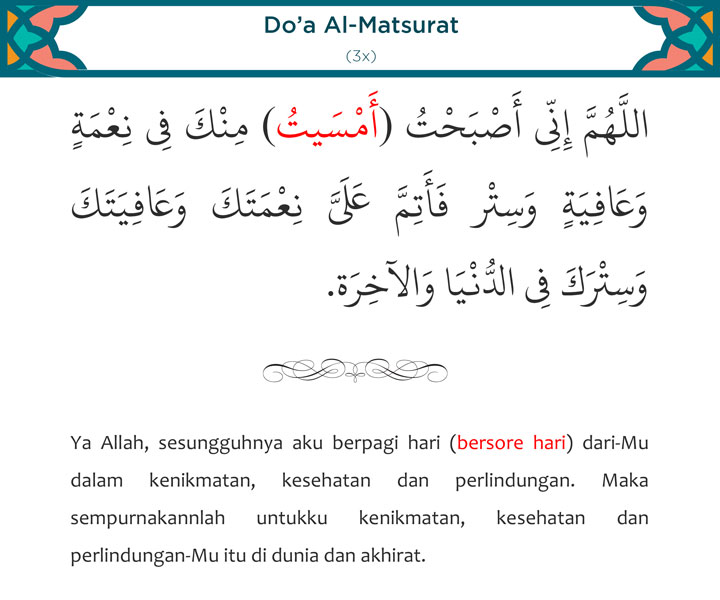 Do’a Al-Matsurat
(3x)
اللَّهُمَّ إِنِّى أَصْبَحْتُ (أَمْسَيتُ) مِنْكَ فِى نِعْمَةٍ
وَعَافِيَةٍ وَسِتْر فَأَتِمَّ عَلَىَّ نِعْمَتَكَ وَعَافِيَتَكَ
وَسِتْرَكَ فِى الدُّنْيَا وَالآخِرَة.
Ya Allah, sesungguhnya aku berpagi hari (bersore hari) dari-Mu
dalam kenikmatan, kesehatan dan perlindungan. Maka
sempurnakannlah untukku kenikmatan, kesehatan dan
perlindungan-Mu itu di dunia dan akhirat.